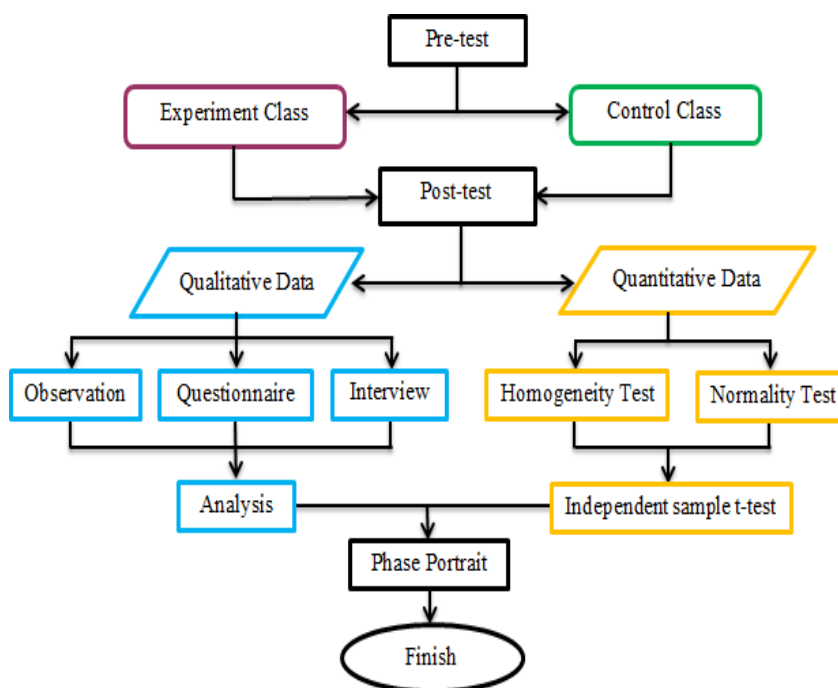 Pre-test
Experiment Class
Control Class
Post-test
Qualitative Data
Quantitative Data
Observation
Questionnaire
Interview
Homogeneity Test
Normality Test
Analysis
Independent sample t-test
Phase Portrait
Finish